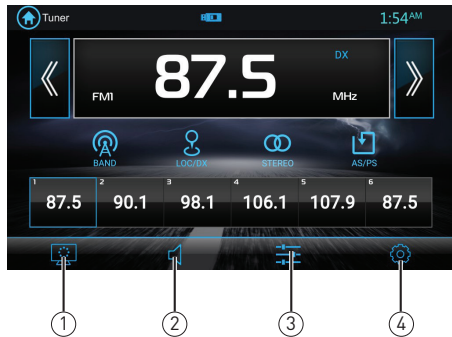 Tuner
1:54AM
DX
FM1 87.5 MHz
BAND LOC/DX STEREO AS/PS
1 2 3 4 5 6
87.5 90.1 98.1 106.1 107.9 87.5
1 2 3 4